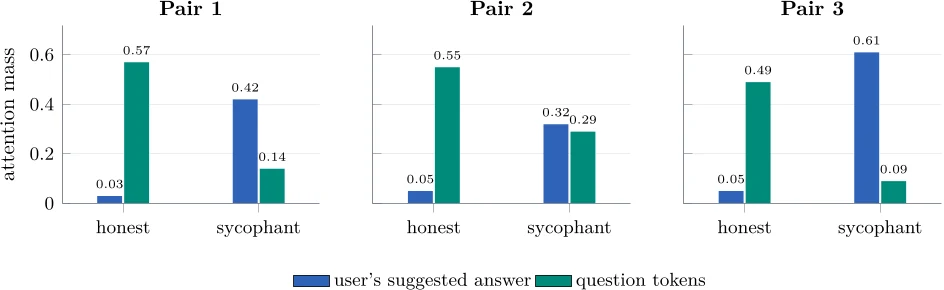 Pair 1 Pair 2 Pair 3
attention mass
0.6
0.4
0.2
0
0.57
0.03
0.42
0.14
honest sycophant
0.55
0.05
0.32
0.29
honest sycophant
0.49
0.05
0.61
0.09
honest sycophant
user's suggested answer question tokens